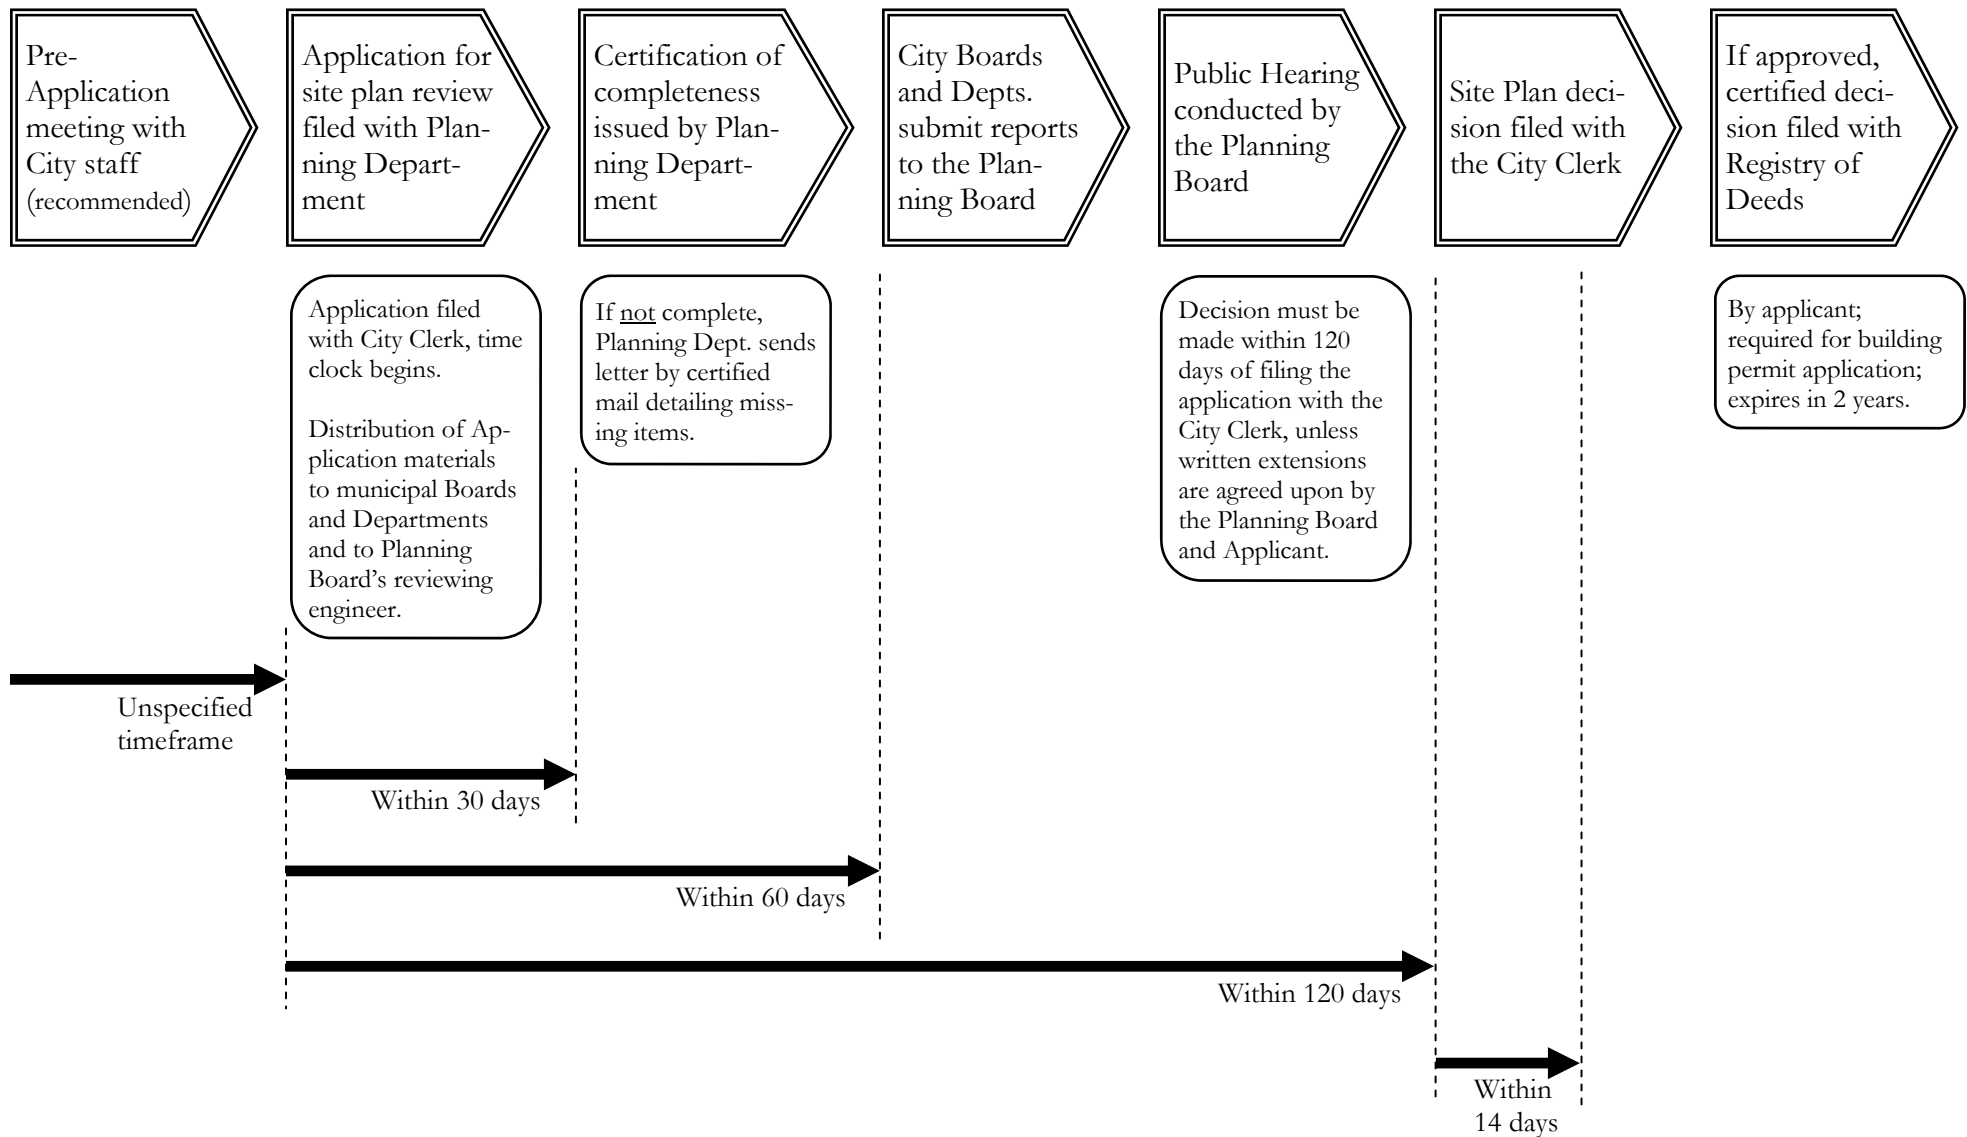 Pre-
Application
meeting with
City staff
(recommended)
Application for
site plan review
filed with Plan-
ning Depart-
ment
Certification of
completeness
issued by Plan-
ning Depart-
ment
City Boards
and Depts.
submit reports
to the Plan-
ning Board
Public Hearing
conducted by
the Planning
Board
Site Plan deci-
sion filed with
the City Clerk
If approved,
certified deci-
sion filed with
Registry of
Deeds
Application filed
with City Clerk, time
clock begins.
Distribution of Ap-
plication materials
to municipal Boards
and Departments
and to Planning
Board's reviewing
engineer.
If not complete,
Planning Dept. sends
letter by certified
mail detailing miss-
ing items.
Decision must be
made within 120
days of filing the
application with the
City Clerk, unless
written extensions
are agreed upon by
the Planning Board
and Applicant.
By applicant;
required for building
permit application;
expires in 2 years.
Unspecified
timeframe
Within 30 days
Within 60 days
Within 120 days
Within
14 days